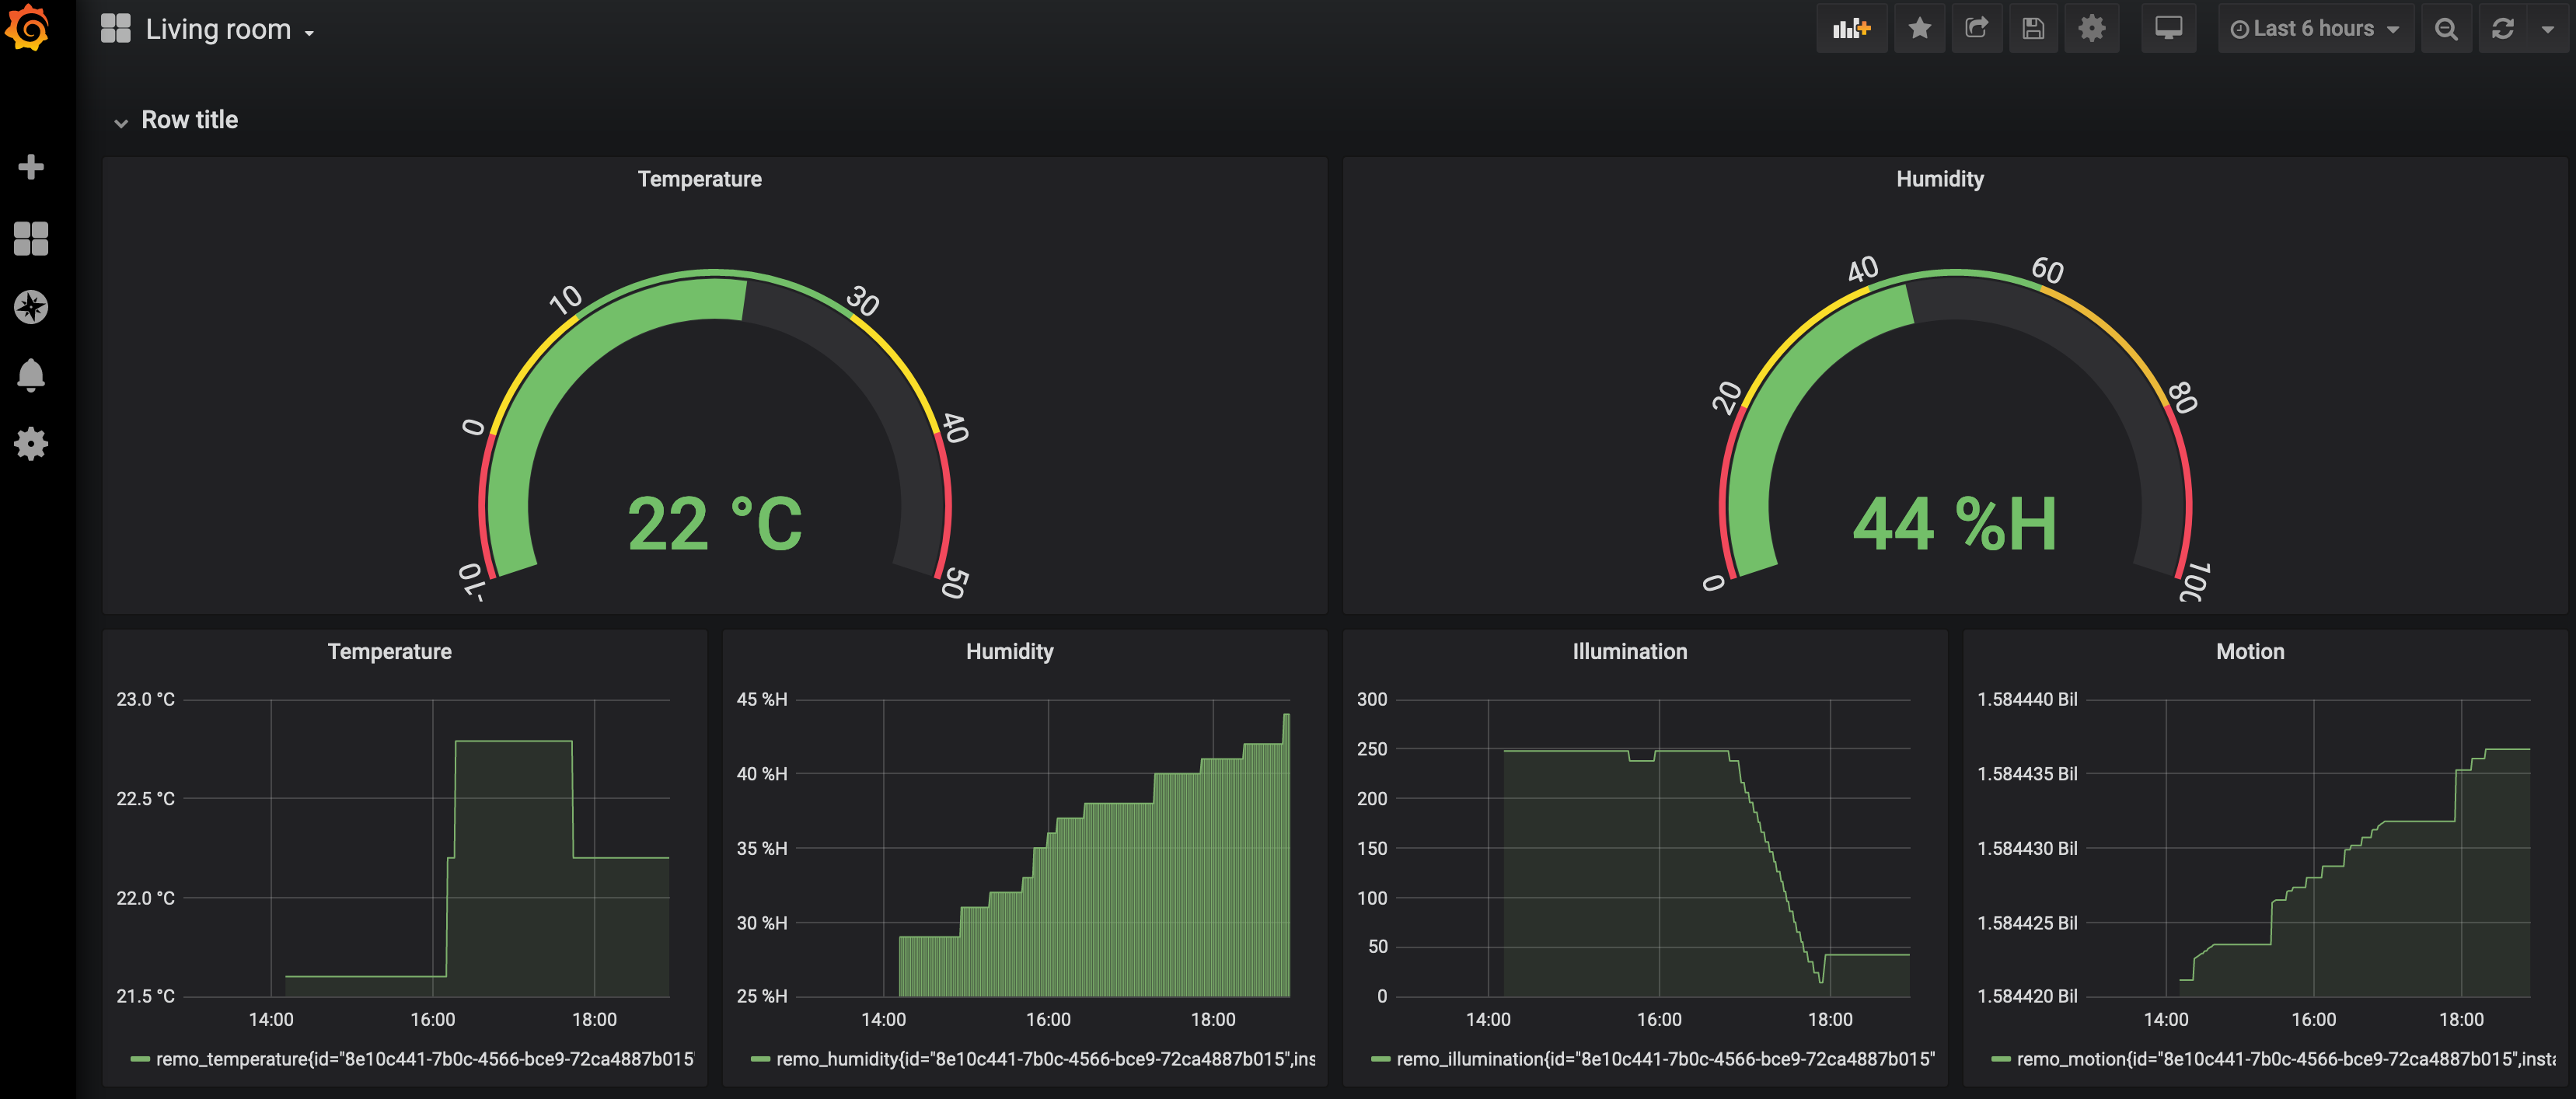 Living room
Last 6 hours
Row title
Temperature
-10
0
10
30
40
50
22 °C
Humidity
0
20
40
60
80
100
44 %H
Temperature
23.0 °C
22.5 °C
22.0 °C
21.5 °C
14:00 16:00 18:00
remo_temperature{id="8e10c441-7b0c-4566-bce9-72ca4887b015"
Humidity
45 %H
40 %H
35 %H
30 %H
25 %H
14:00 16:00 18:00
remo_humidity{id="8e10c441-7b0c-4566-bce9-72ca4887b015",ins
Illumination
300
250
200
150
100
50
0
14:00 16:00 18:00
remo_illumination{id="8e10c441-7b0c-4566-bce9-72ca4887b015"
Motion
1.584440 Bil
1.584435 Bil
1.584430 Bil
1.584425 Bil
1.584420 Bil
14:00 16:00 18:00
remo_motion{id="8e10c441-7b0c-4566-bce9-72ca4887b015",insta